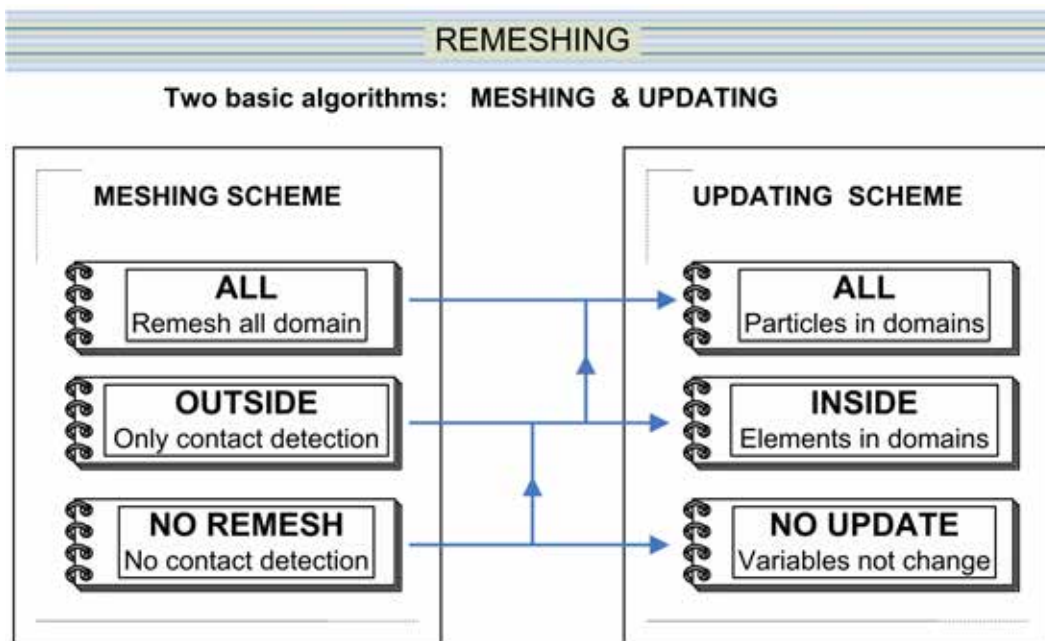 REMESHING
Two basic algorithms: MESHING & UPDATING
MESHING SCHEME
ALL
Remesh all domain
OUTSIDE
Only contact detection
NO REMESH
No contact detection
UPDATING SCHEME
ALL
Particles in domains
INSIDE
Elements in domains
NO UPDATE
Variables not change